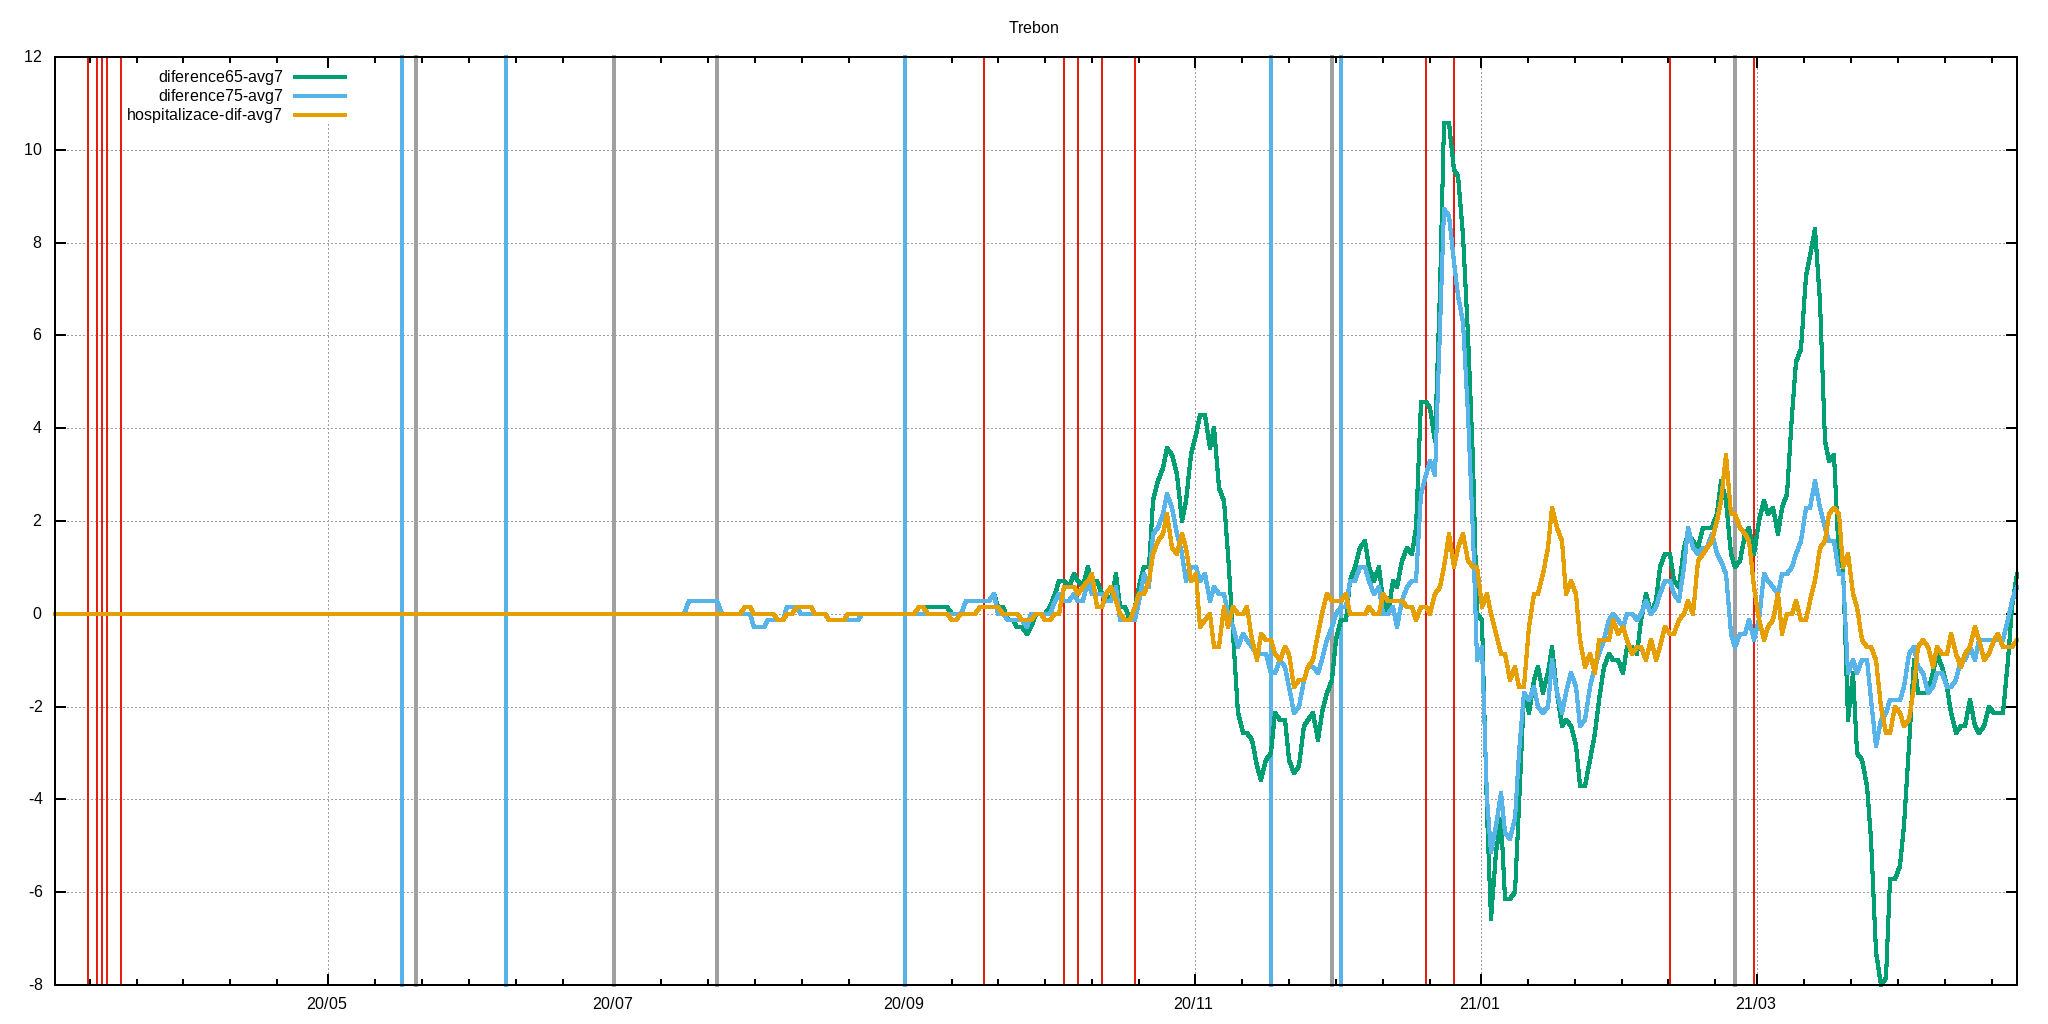 Trebon
12
diference65-avg7
diference75-avg7
hospitalizace-dif-avg7
10
8
6
4
2
0
-2
-4
-6
-8
20/05 20/07 20/09 20/11 21/01 21/03